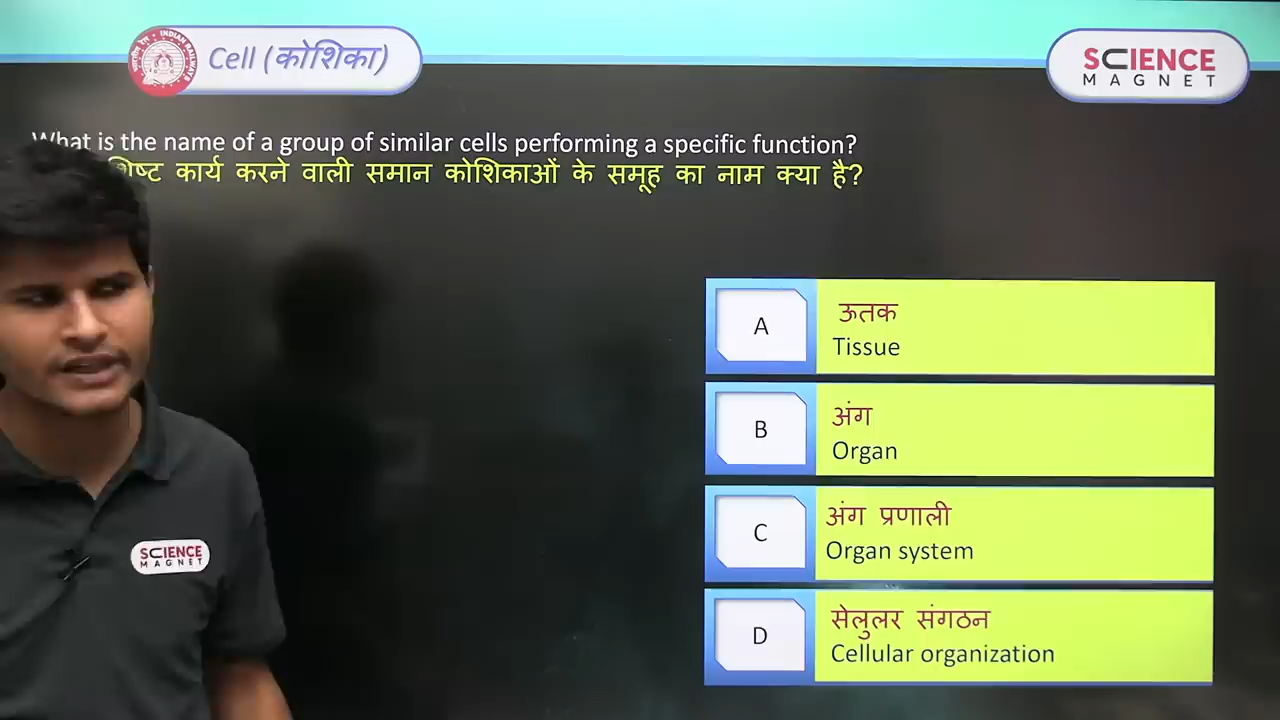 Cell (कोशिका)
SCIENCE
MAGNET
What is the name of a group of similar cells performing a specific function?
कार्य करने वाली समान कोशिकाओं के समूह का नाम क्या है?
A
ऊतक
Tissue
B
अंग
Organ
C
अंग प्रणाली
Organ system
D
सेलुलर संगठन
Cellular organization
SCIENCE
MAGNET